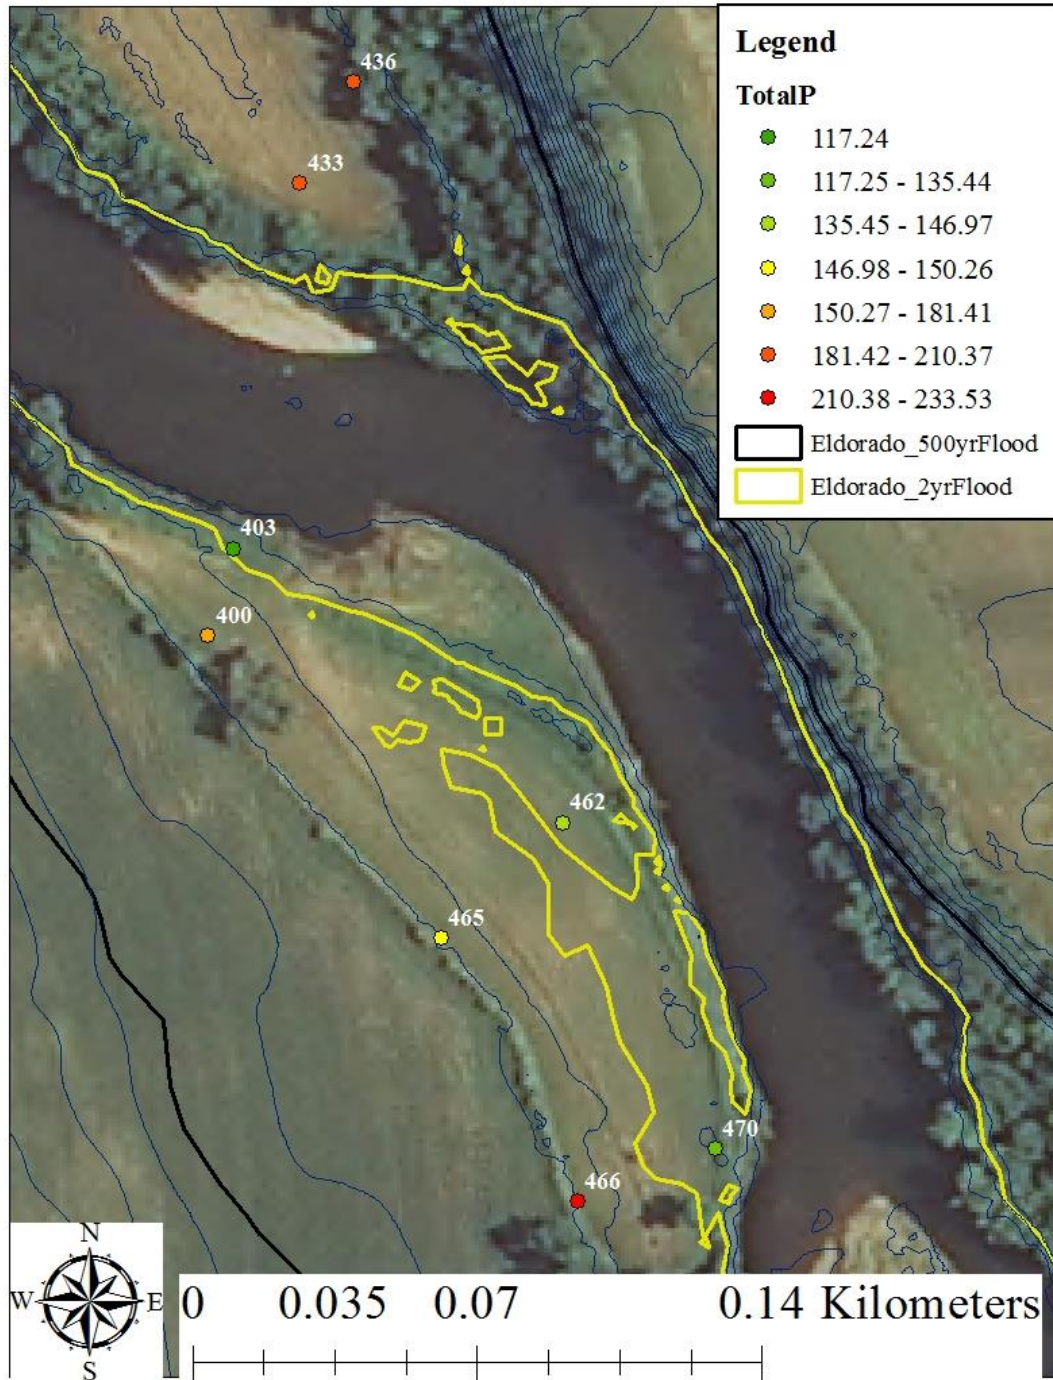 436
433
Legend
TotalP
117.24
117.25 - 135.44
135.45 - 146.97
146.98 - 150.26
150.27 - 181.41
181.42 - 210.37
210.38 - 233.53
Eldorado_500yrFlood
Eldorado_2yrFlood
403
400
462
465
470
466
N
W E
S
0 0.035 0.07 0.14 Kilometers